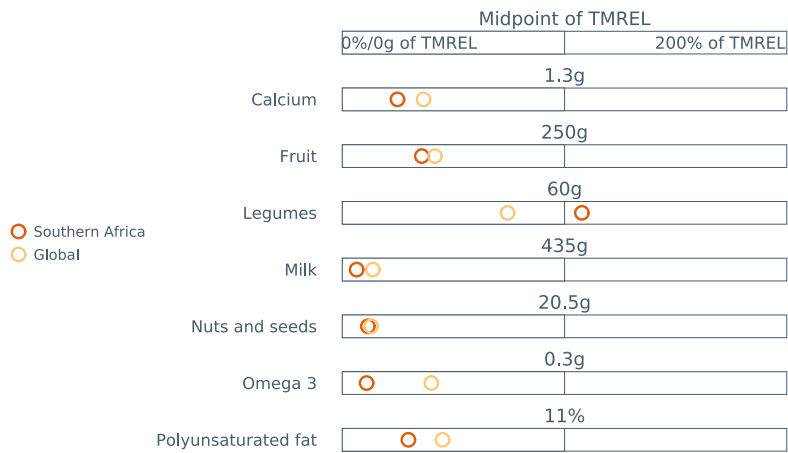 Midpoint of TMREL
0%/0g of TMREL 200% of TMREL
1.3g
Calcium
250g
Fruit
60g
Legumes
Southern Africa
Global
435g
Milk
20.5g
Nuts and seeds
0.3g
Omega 3
11%
Polyunsaturated fat